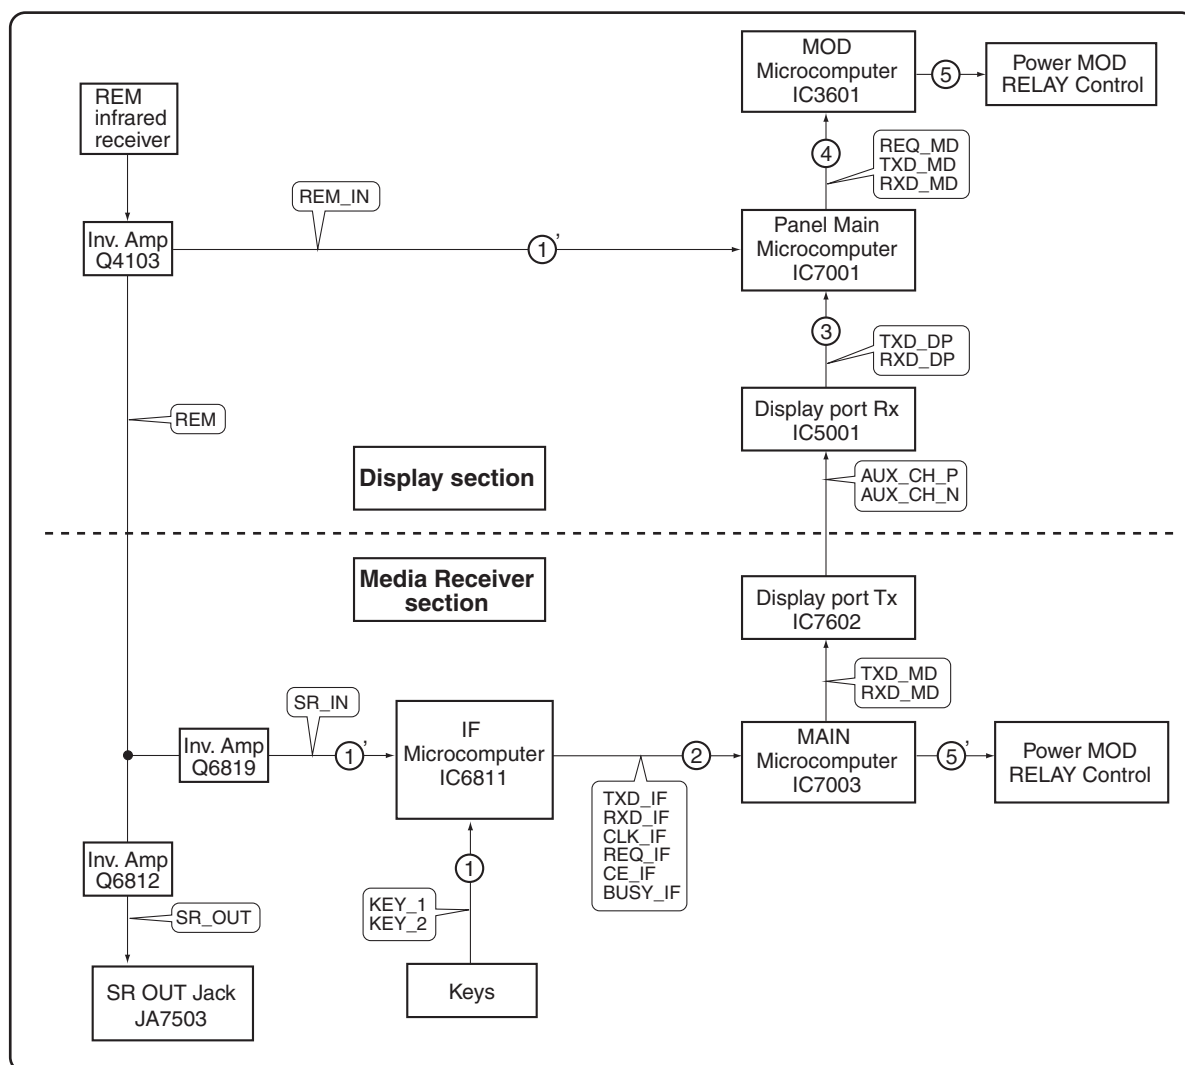 MOD
Microcomputer
IC3601
5
Power MOD
RELAY Control
REM
infrared
receiver
4
REQ_MD
TXD_MD
RXD_MD
REM_IN
Inv. Amp
Q4103
1’
Panel Main
Microcomputer
IC7001
3
TXD_DP
RXD_DP
REM
Display port Rx
IC5001
Display section
AUX_CH_P
AUX_CH_N
Media Receiver
section
Display port Tx
IC7602
TXD_MD
RXD_MD
SR_IN
Inv. Amp
Q6819
1’
IF
Microcomputer
IC6811
2
MAIN
Microcomputer
IC7003
5’
Power MOD
RELAY Control
TXD_IF
RXD_IF
CLK_IF
REQ_IF
CE_IF
BUSY_IF
Inv. Amp
Q6812
1
KEY_1
KEY_2
SR_OUT
SR OUT Jack
JA7503
Keys